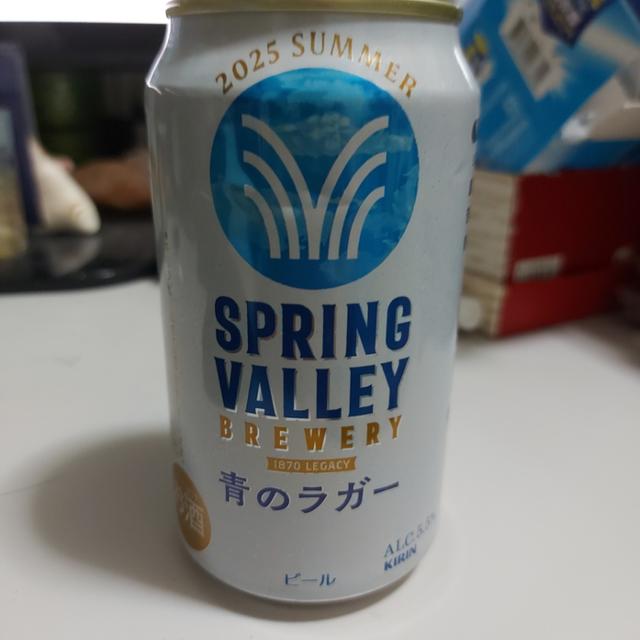 2025 SUMMER
SPRING
VALLEY
BREWERY
1870 LEGACY
青のラガー
酒
ALC.5.5%
KIRIN
ビール